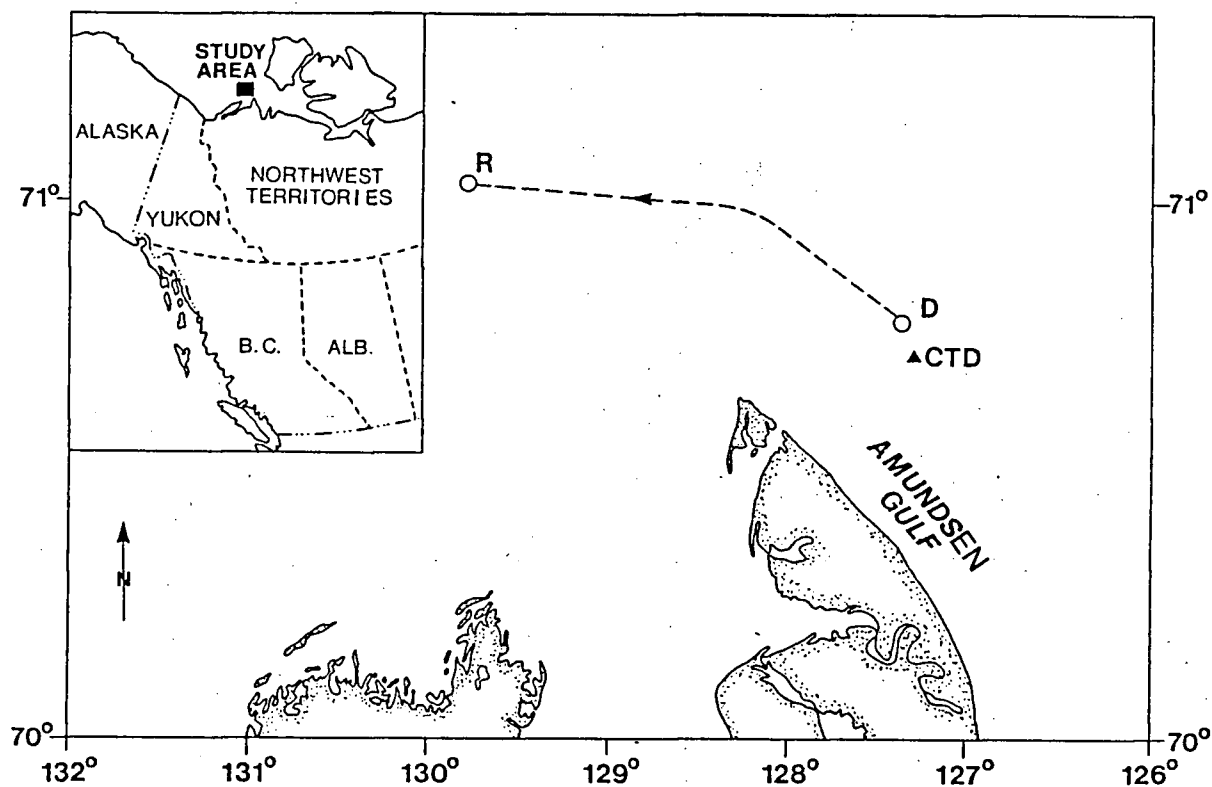 STUDY
AREA
ALASKA
NORTHWEST
TERRITORIES
YUKON
B.C.
ALB.
R
D
CTD
AMUNDSEN
GULF
N
71°
71°
70°
70°
132°
131°
130°
129°
128°
127°
126°